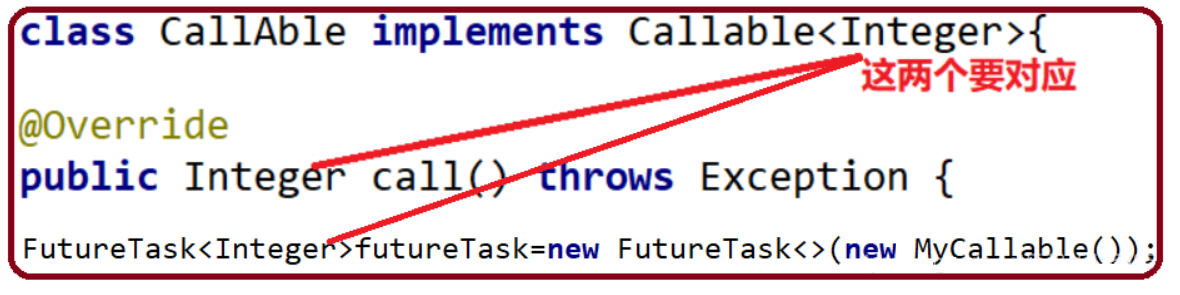 class CallAble implements Callable<Integer>{
这两个要对应
@Override
public Integer call() throws Exception {
FutureTask<Integer>futureTask=new FutureTask<>(new MyCallable());